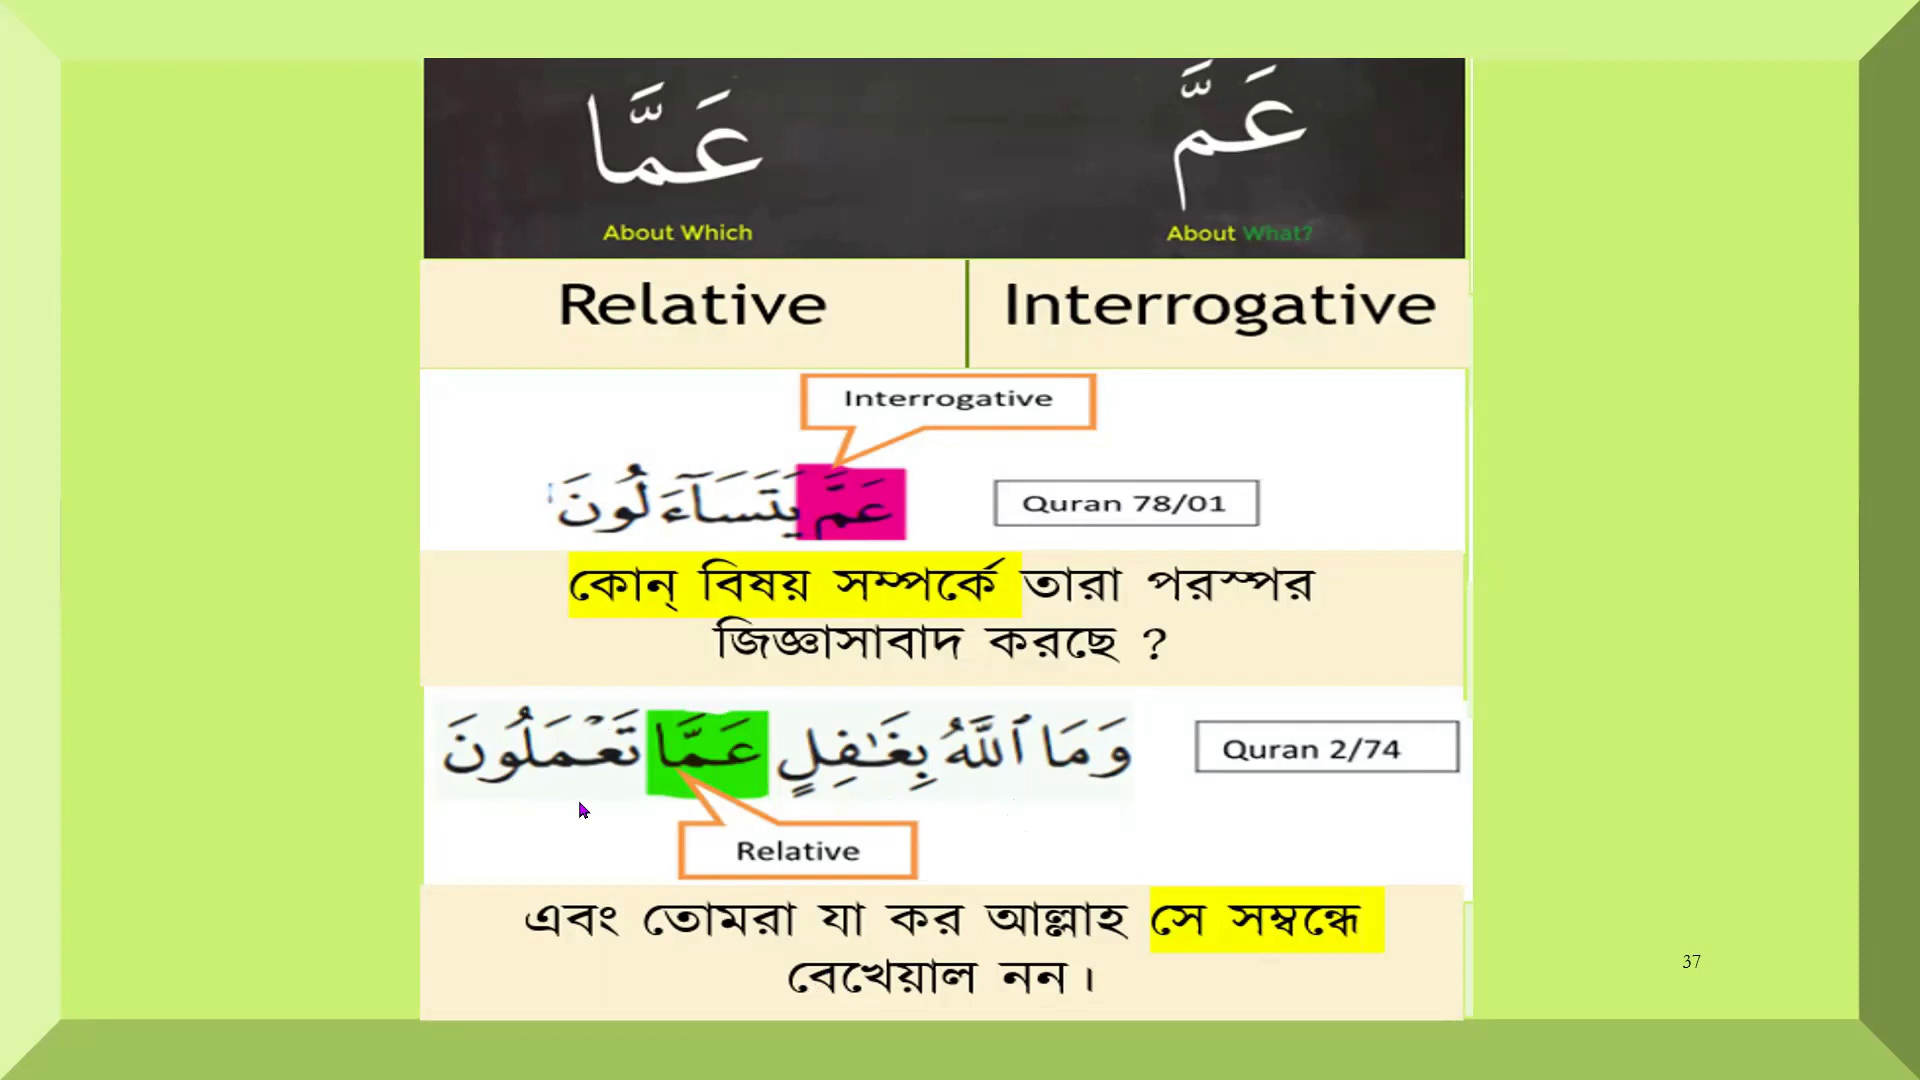 عَمَّا عَمَّ
About Which About What?
Relative Interrogative
Interrogative
عَمَّ يَتَسَآءَلُونَ Quran 78/01
কোন্ বিষয় সম্পর্কে তারা পরস্পর
জিজ্ঞাসাবাদ করছে ?
وَمَا ٱللَّهُ بِغَـٰفِلٍ عَمَّا تَعۡمَلُونَ Quran 2/74
Relative
এবং তোমরা যা কর আল্লাহ সে সম্বন্ধে
বেখেয়াল নন।
37